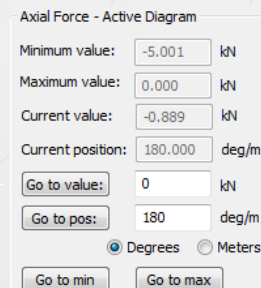 Axial Force - Active Diagram
Minimum value: -5.001 kN
Maximum value: 0.000 kN
Current value: -0.889 kN
Current position: 180.000 deg/m
Go to value: 0 kN
Go to pos: 180 deg/m
Degrees Meters
Go to min Go to max